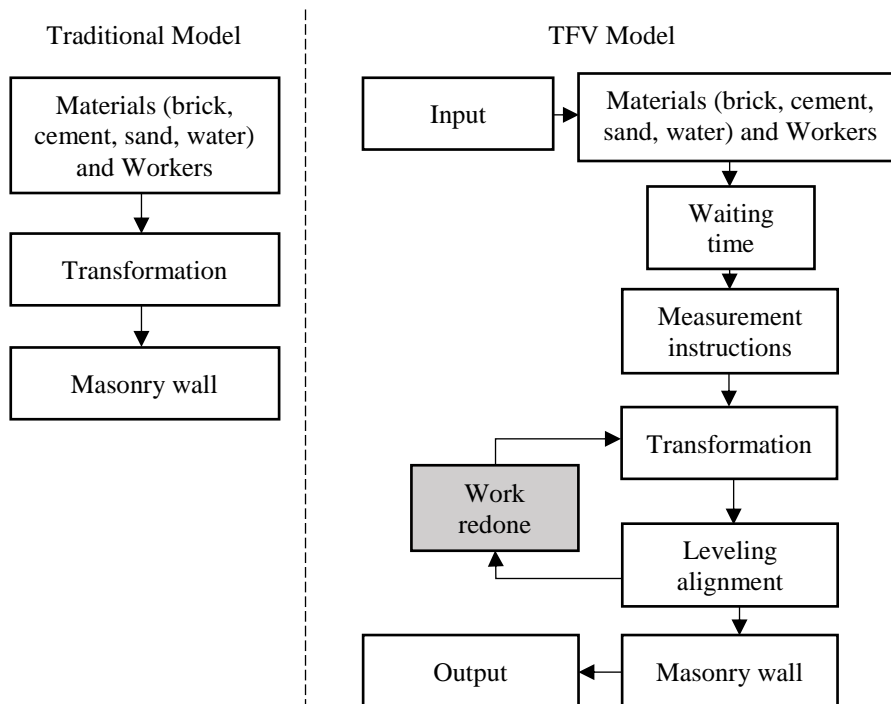 Traditional Model
Materials (brick,
cement, sand, water)
and Workers
Transformation
Masonry wall
TFV Model
Input
Materials (brick, cement,
sand, water) and Workers
Waiting
time
Measurement
instructions
Transformation
Work
redone
Leveling
alignment
Masonry wall
Output